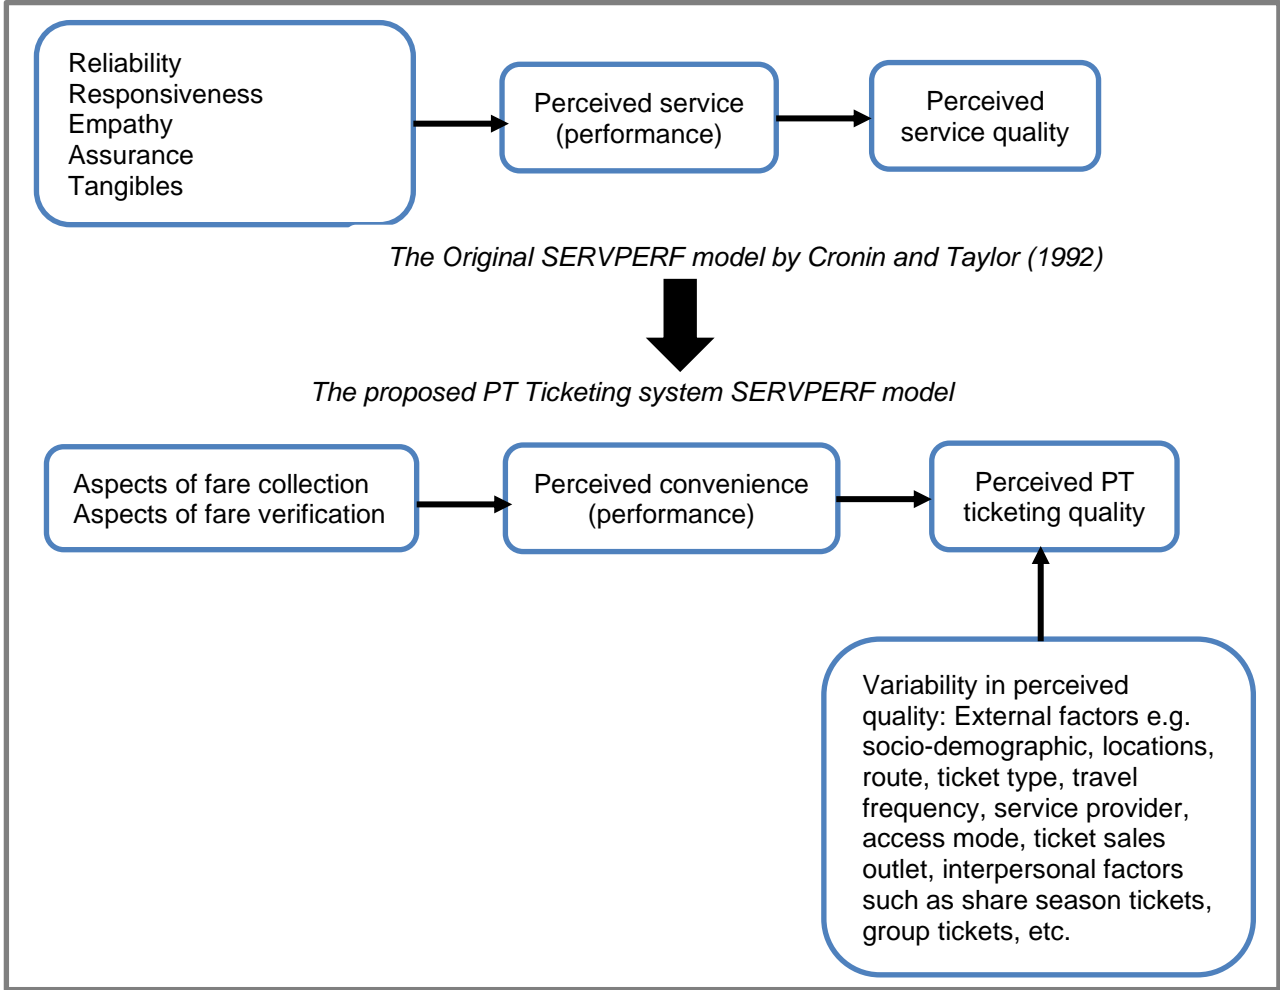 Reliability
Responsiveness
Empathy
Assurance
Tangibles
Perceived service
(performance)
Perceived
service quality
The Original SERVPERF model by Cronin and Taylor (1992)
The proposed PT Ticketing system SERVPERF model
Aspects of fare collection
Aspects of fare verification
Perceived convenience
(performance)
Perceived PT
ticketing quality
Variability in perceived
quality: External factors e.g.
socio-demographic, locations,
route, ticket type, travel
frequency, service provider,
access mode, ticket sales
outlet, interpersonal factors
such as share season tickets,
group tickets, etc.